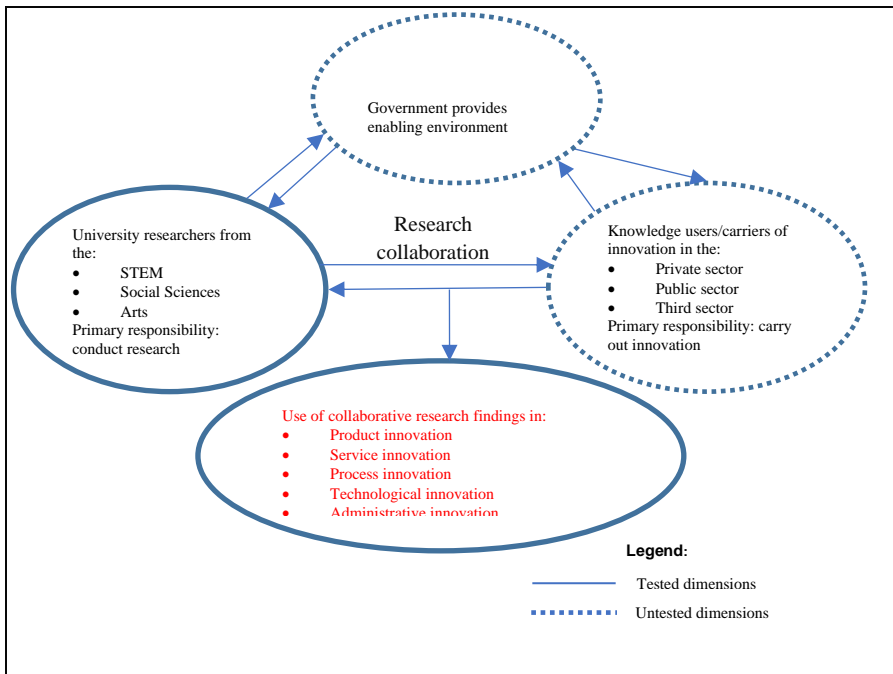 Government provides
enabling environment
Research
collaboration
University researchers from
the:
• STEM
• Social Sciences
• Arts
Primary responsibility:
conduct research
Knowledge users/carriers of
innovation in the:
• Private sector
• Public sector
• Third sector
Primary responsibility: carry
out innovation
Use of collaborative research findings in:
• Product innovation
• Service innovation
• Process innovation
• Technological innovation
• Administrative innovation
Legend:
Tested dimensions
Untested dimensions